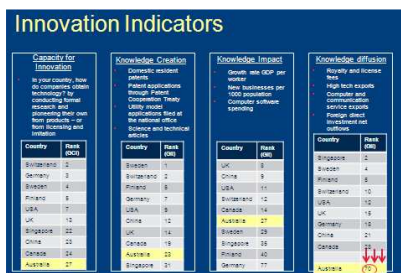 Innovation Indicators
Capacity for
Innovation
In your country, how
do companies obtain
technology? by
conducting formal
research and
pioneering their own
from products – or
from licensing and
imitation
Country Rank
(GCI)
Switzerland 2
Germany 3
Sweden 4
Finland 5
USA 7
UK 12
Singapore 22
China 23
Canada 24
Australia 27
Knowledge Creation
Domestic resident
patents
Patent applications
through Patent
Cooperation Treaty
Utility model
applications filed at
the national office
Science and technical
articles
Country Rank
(GII)
Sweden 1
Switzerland 2
Finland
Germany 7
USA
China 12
UK 14
Canada 19
Australia 23
Singapore 31
Knowledge Impact
Growth rate GDP per
worker
New businesses per
1000 population
Computer software
spending
Country Rank
(GII)
UK
China 9
USA 11
Switzerland 12
Canada 14
Australia 27
Sweden 29
Singapore 35
Finland 40
Germany 77
Knowledge diffusion
Royalty and license
fees
High tech exports
Computer and
communication
service exports
Foreign direct
investment net
outflows
Country Rank
(GII)
Singapore 2
Sweden 4
Finland
Switzerland 10
USA 12
UK 15
Germany
China 21
Canada
Australia